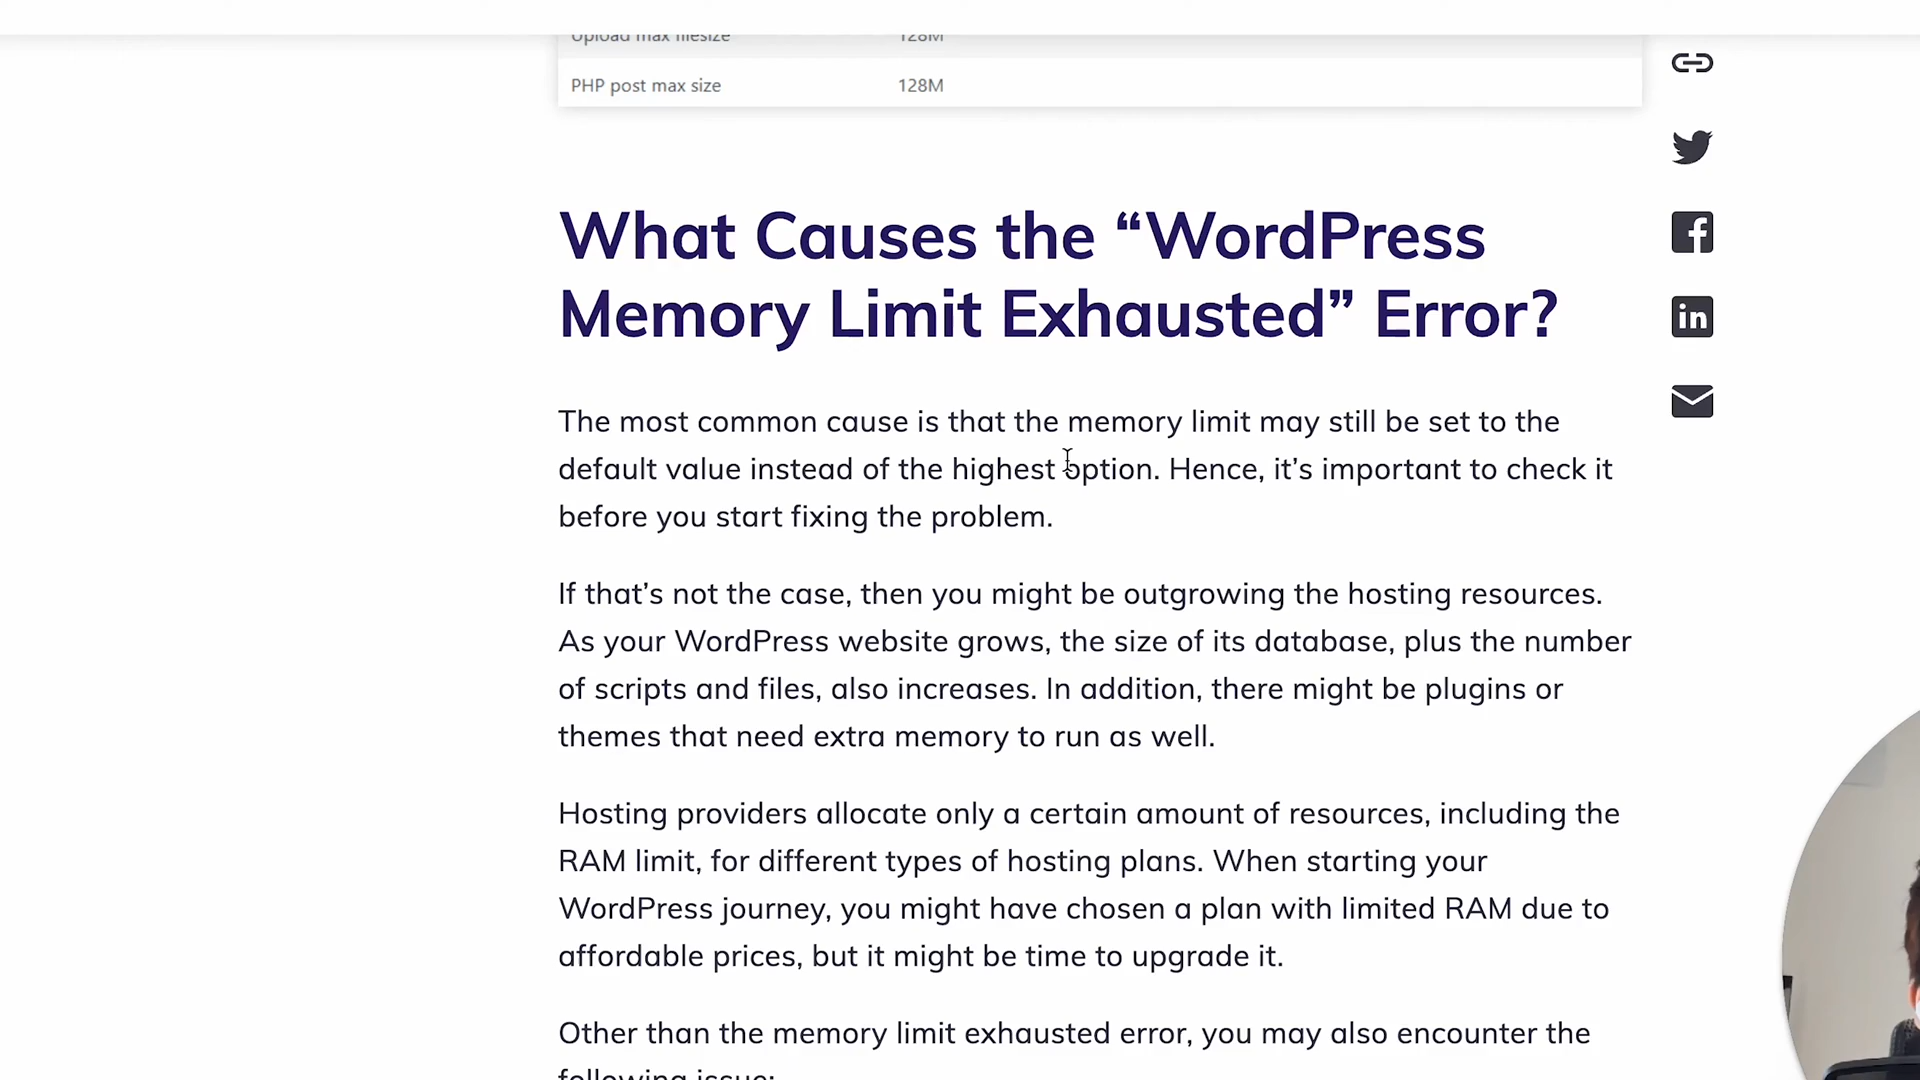 Upload max filesize 128M
PHP post max size 128M
What Causes the “WordPress
Memory Limit Exhausted” Error?
The most common cause is that the memory limit may still be set to the
default value instead of the highest option. Hence, it’s important to check it
before you start fixing the problem.
If that’s not the case, then you might be outgrowing the hosting resources.
As your WordPress website grows, the size of its database, plus the number
of scripts and files, also increases. In addition, there might be plugins or
themes that need extra memory to run as well.
Hosting providers allocate only a certain amount of resources, including the
RAM limit, for different types of hosting plans. When starting your
WordPress journey, you might have chosen a plan with limited RAM due to
affordable prices, but it might be time to upgrade it.
Other than the memory limit exhausted error, you may also encounter the
following issue:
in